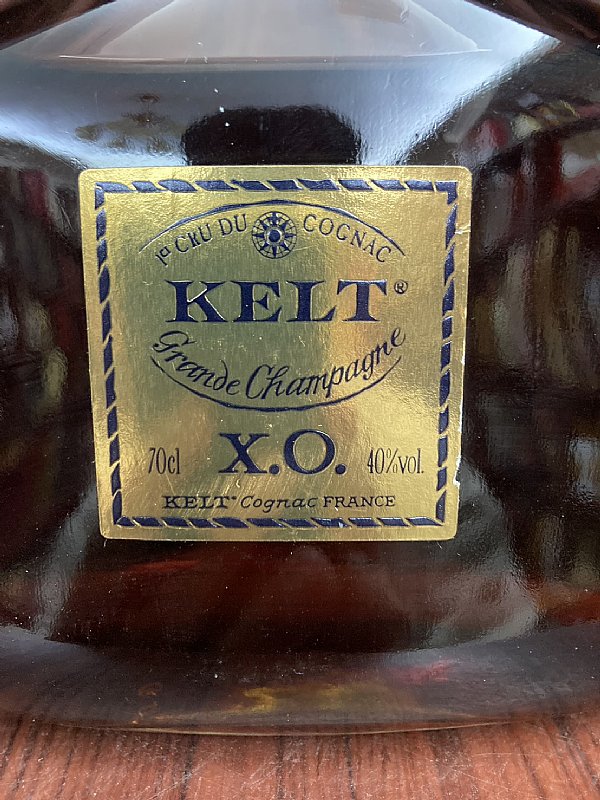 1er CRU DU COGNAC
KELT®
Grande Champagne
70cl X.O. 40%vol.
KELT® Cognac FRANCE